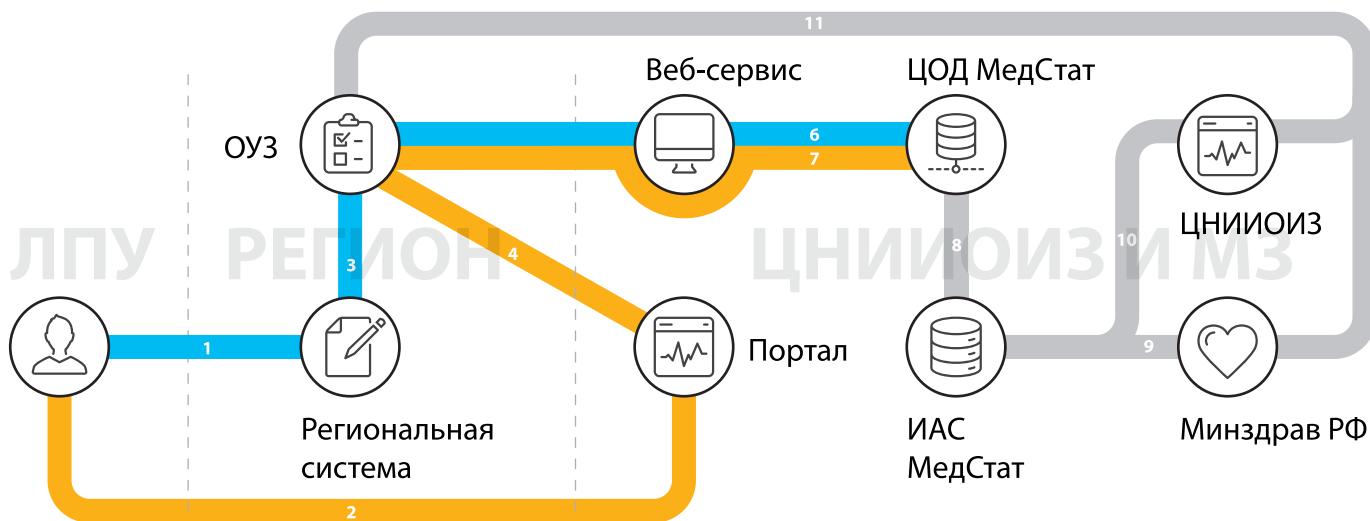 11
Веб-сервис
ЦОД МедСтат
ОУЗ
6
7
ЦНИИОИЗ
ЛПУ
РЕГИОН
ЦНИИОИЗ И МЗ
3
4
8
10
1
9
Портал
Региональная
система
ИАС
МедСтат
Минздрав РФ
2